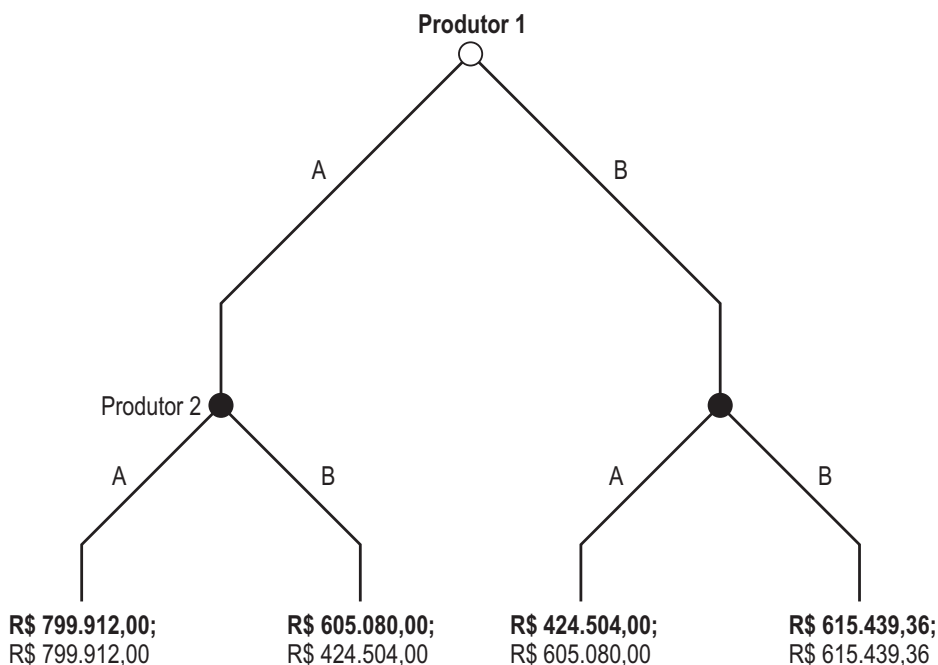 Produtor 1
A
B
Produtor 2
A
B
A
B
R$ 799.912,00;
R$ 799.912,00
R$ 605.080,00;
R$ 424.504,00
R$ 424.504,00;
R$ 605.080,00
R$ 615.439,36;
R$ 615.439,36